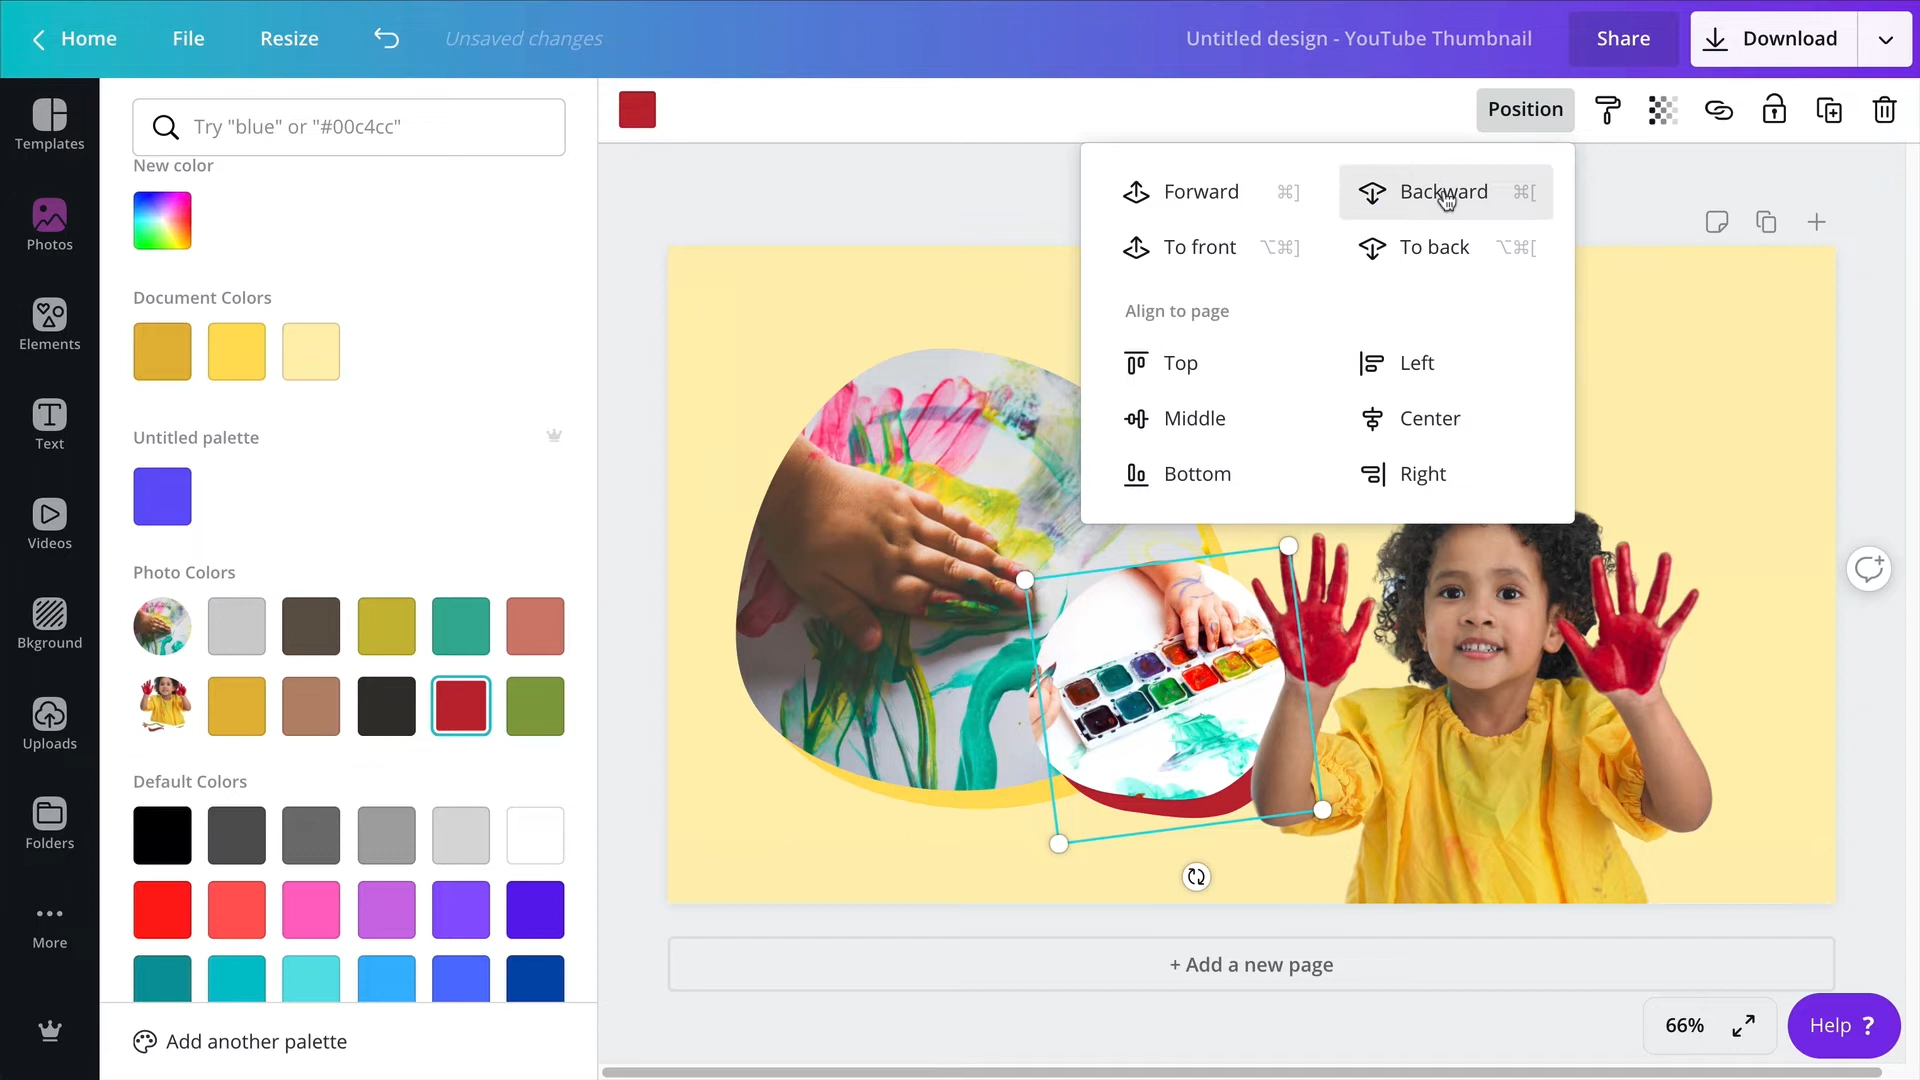 Home File Resize Unsaved changes Untitled design - YouTube Thumbnail Share Download
Templates
Photos
Elements
Text
Videos
Bkground
Uploads
Folders
More
Try "blue" or "#00c4cc"
New color
Document Colors
Untitled palette
Photo Colors
Default Colors
Add another palette
Position
Forward ⌘] Backward ⌘[
To front ⌥⌘] To back ⌥⌘[
Align to page
Top Left
Middle Center
Bottom Right
+ Add a new page
66% Help ?